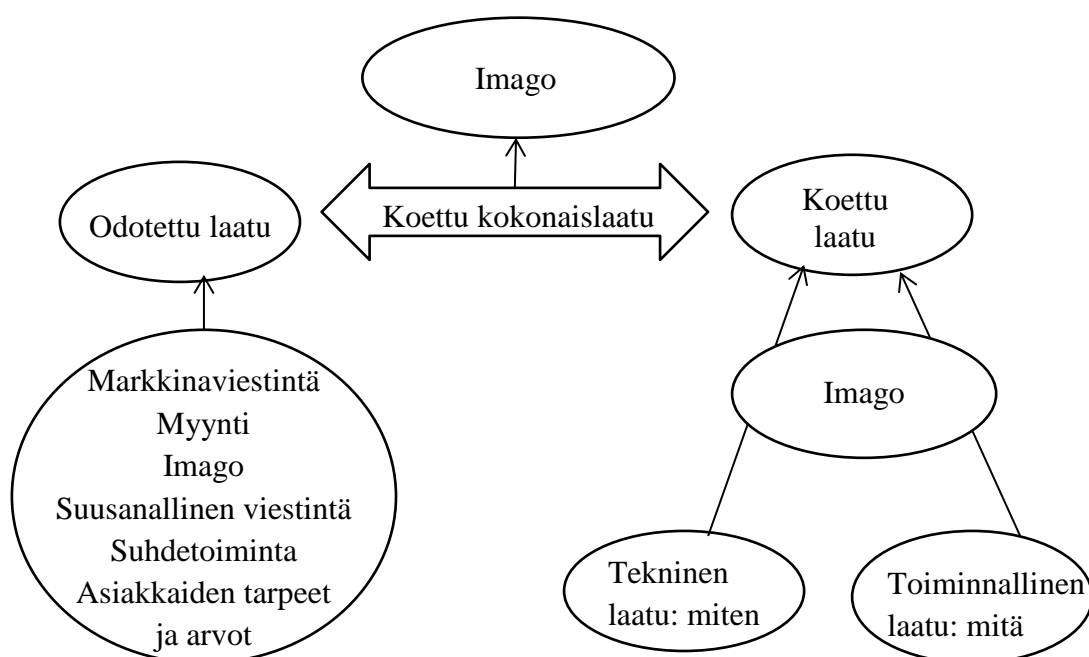 Imago
Odotettu laatu
Koettu kokonaislaatu
Koettu
laatu
Markkinaviestintä
Myynti
Imago
Suusanallinen viestintä
Suhdetoiminta
Asiakkaiden tarpeet
ja arvot
Imago
Tekninen
laatu: miten
Toiminnallinen
laatu: mitä